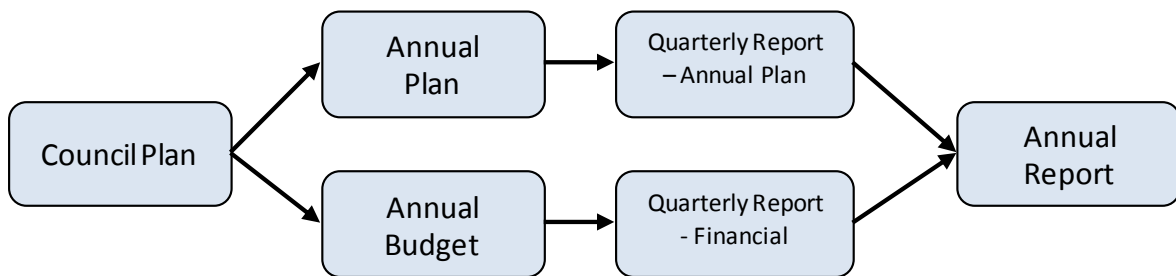 Council Plan
Annual
Plan
Annual
Budget
Quarterly Report
– Annual Plan
Quarterly Report
- Financial
Annual
Report